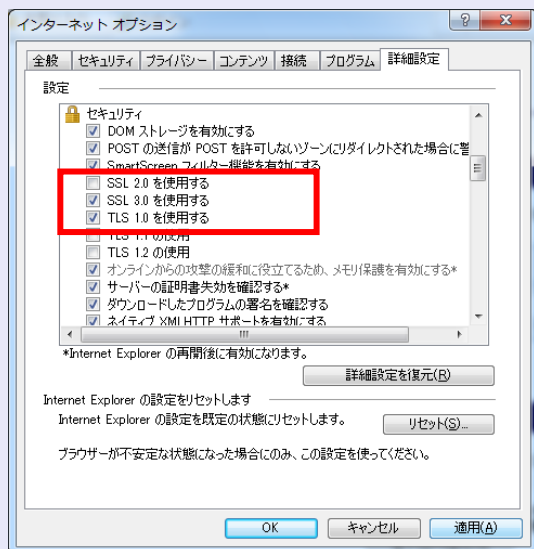 インターネット オプション
全般 セキュリティ プライバシー コンテンツ 接続 プログラム 詳細設定
設定
セキュリティ
DOM ストレージを有効にする
POST の送信が POST を許可しないゾーンにリダイレクトされた場合に警
SmartScreen フィルター機能を有効にする
SSL 2.0 を使用する
SSL 3.0 を使用する
TLS 1.0 を使用する
TLS 1.1 の使用
TLS 1.2 の使用
オンラインからの攻撃の緩和に役立てるため、メモリ保護を有効にする*
サーバーの証明書失効を確認する*
ダウンロードしたプログラムの署名を確認する
ネイティブ XMLHTTP サポートを有効にする
*Internet Explorer の再開後に有効になります。
詳細設定を復元(R)
Internet Explorer の設定をリセットします
Internet Explorer の設定を既定の状態にリセットします。
リセット(S)...
ブラウザーが不安定な状態になった場合にのみ、この設定を使ってください。
OK キャンセル 適用(A)